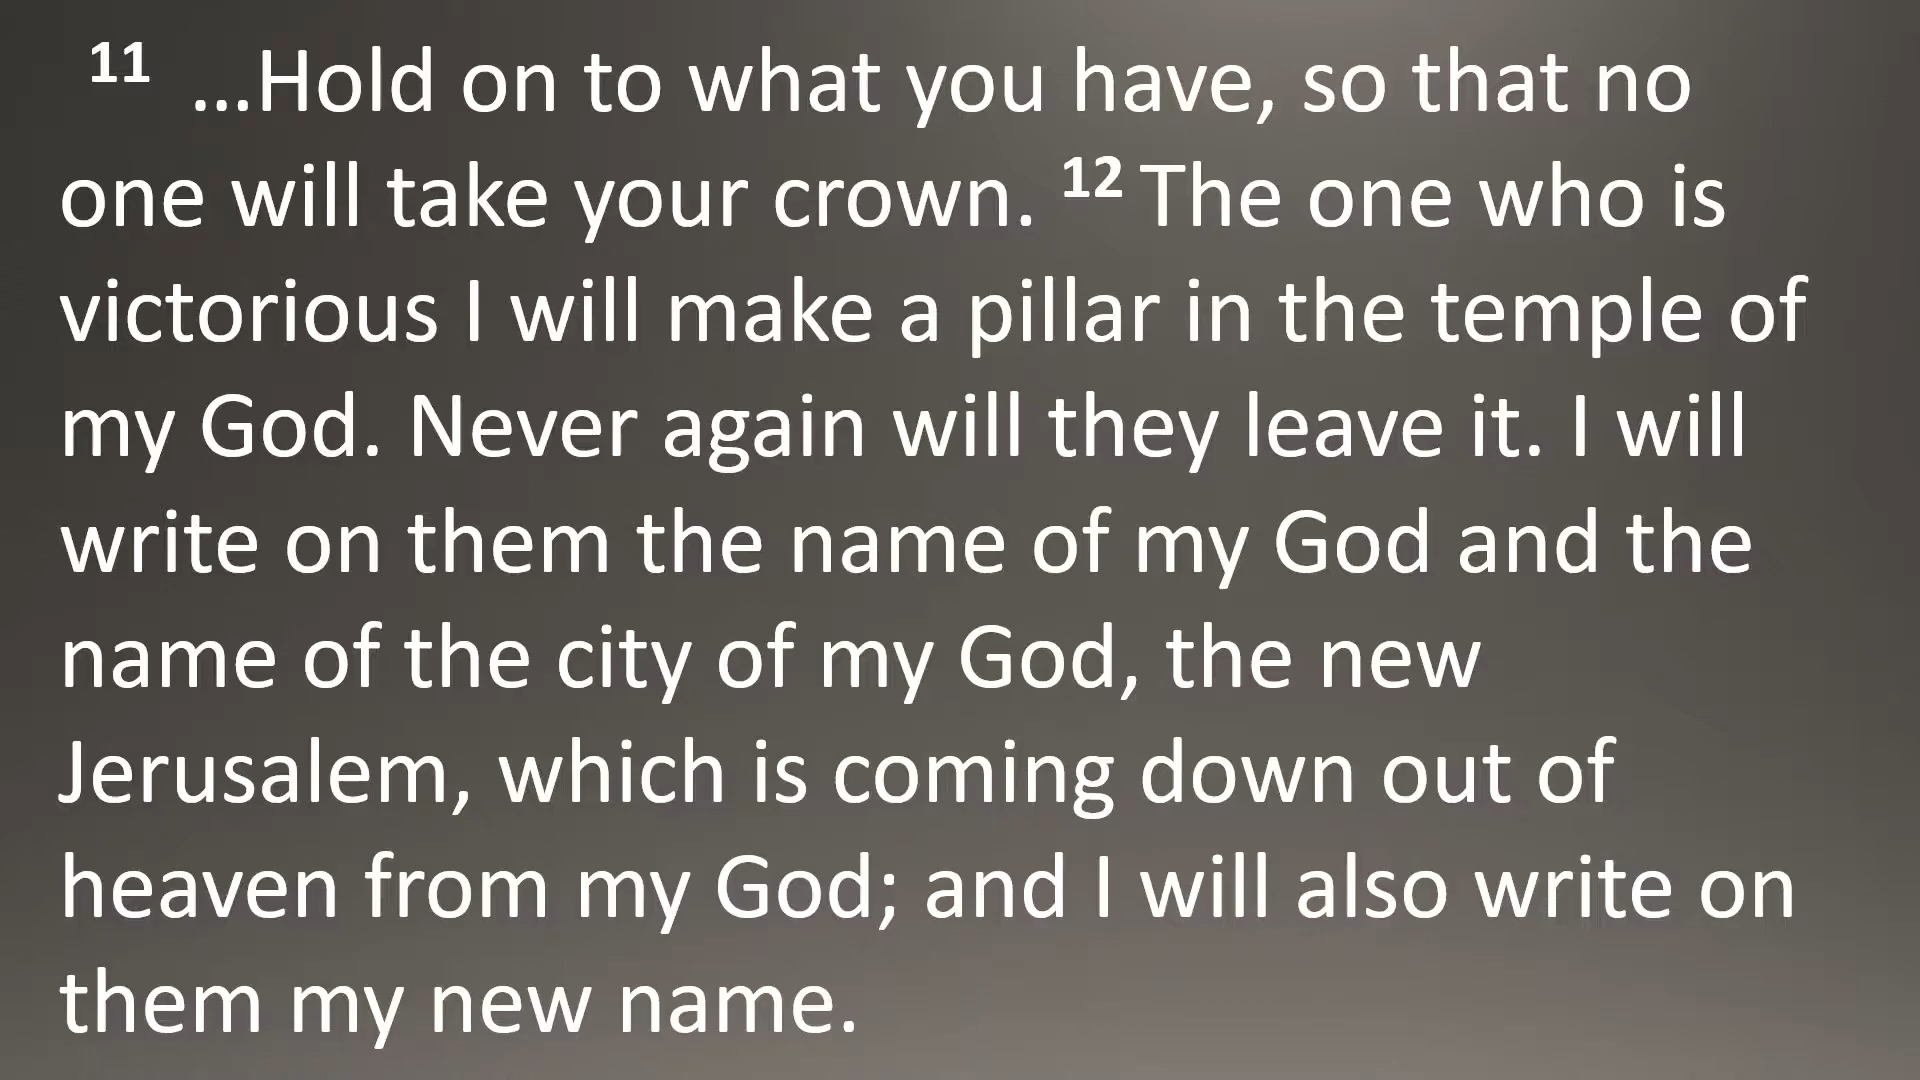 11 ...Hold on to what you have, so that no
one will take your crown. 12 The one who is
victorious I will make a pillar in the temple of
my God. Never again will they leave it. I will
write on them the name of my God and the
name of the city of my God, the new
Jerusalem, which is coming down out of
heaven from my God; and I will also write on
them my new name.